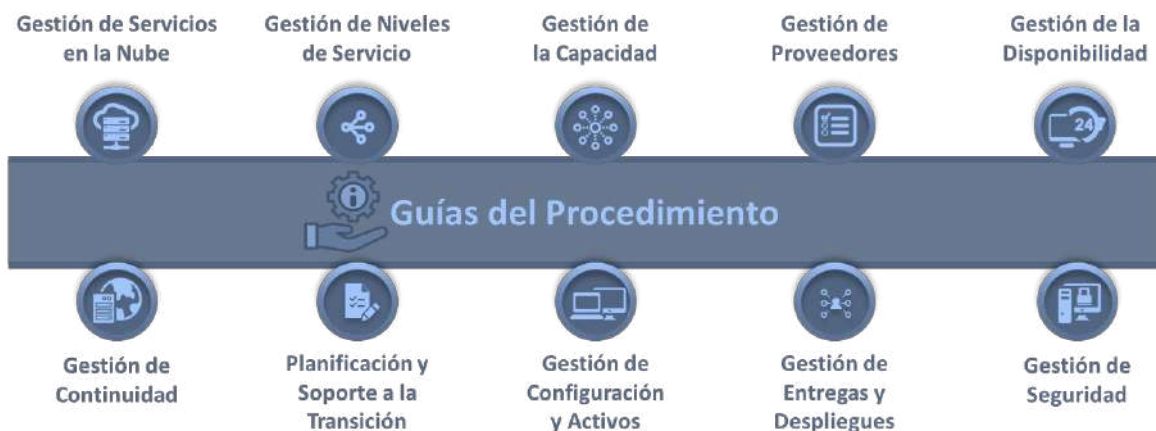 Gestión de Servicios
en la Nube
Gestión de Niveles
de Servicio
Gestión de
la Capacidad
Gestión de
Proveedores
Gestión de la
Disponibilidad
24
Guías del Procedimiento
Gestión de
Continuidad
Planificación y
Soporte a la
Transición
Gestión de
Configuración
y Activos
Gestión de
Entregas y
Despliegues
Gestión de
Seguridad